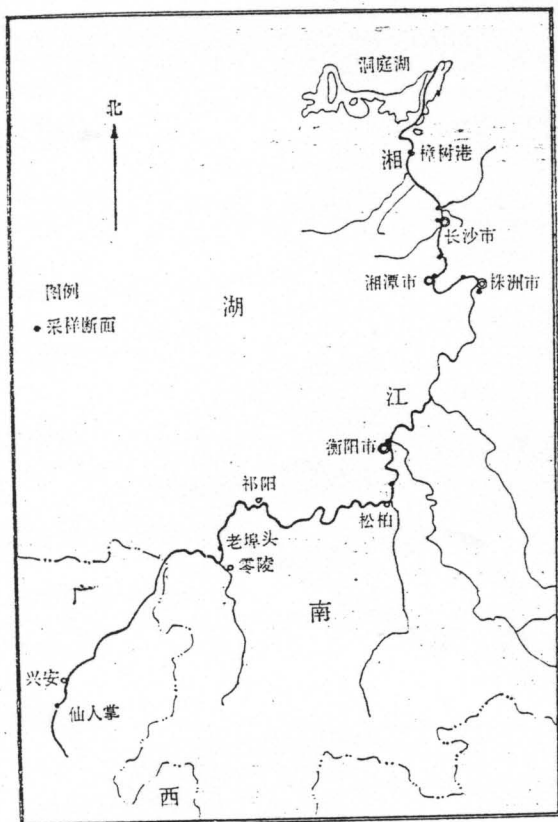 洞庭湖
北
湘
樟树港
长沙市
湘潭市
株洲市
图例
采样断面
湖
江
衡阳市
祁阳
松柏
老埠头
零陵
广
南
兴安
仙人掌
西